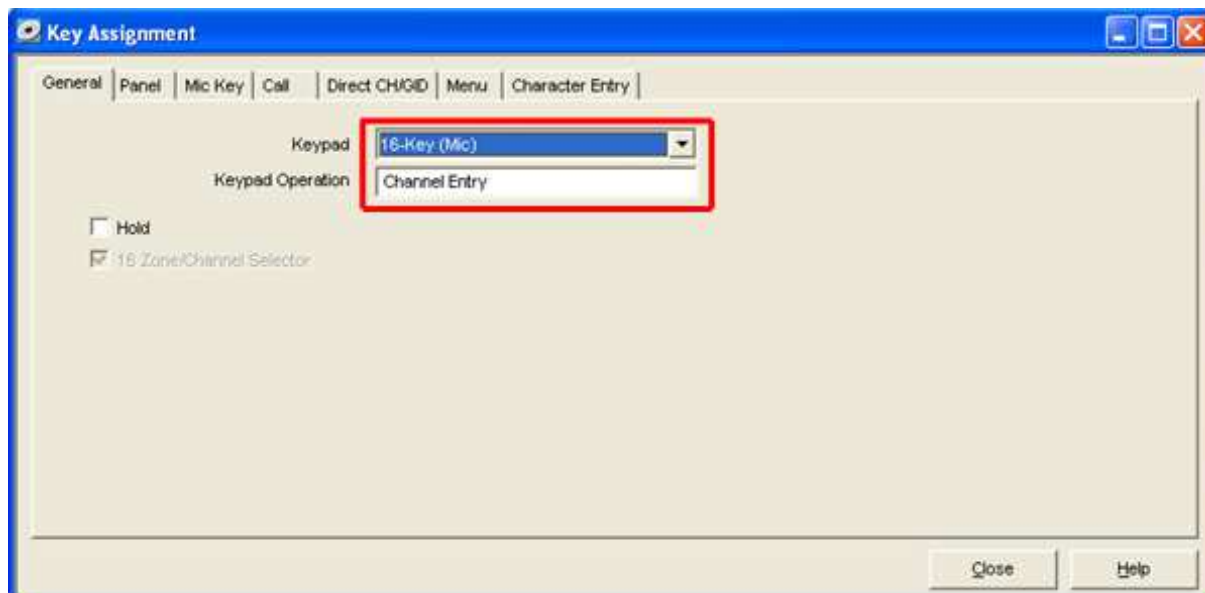 Key Assignment
General Panel Mic Key Call Direct CH/GID Menu Character Entry
Keypad 16-Key (Mic)
Keypad Operation Channel Entry
Hold
16 Zone/Channel Selector
Close Help